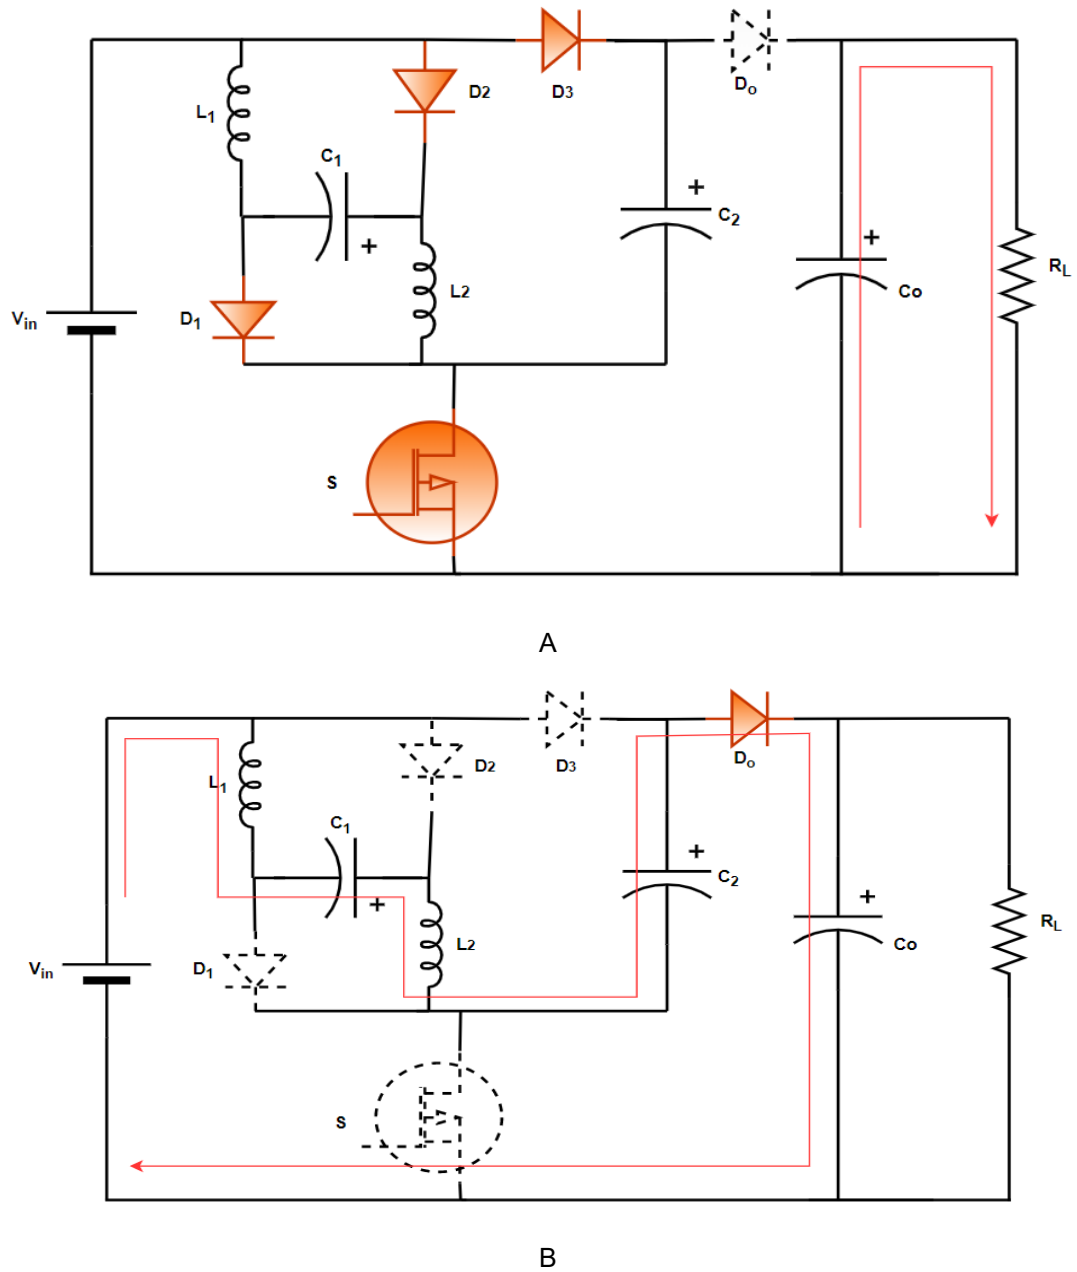 L1
D2
D3
Do
C1
+
+
C2
+
Co
RL
L2
D1
Vin
S
A
L1
D2
D3
Do
C1
+
+
C2
+
Co
RL
L2
D1
Vin
S
B